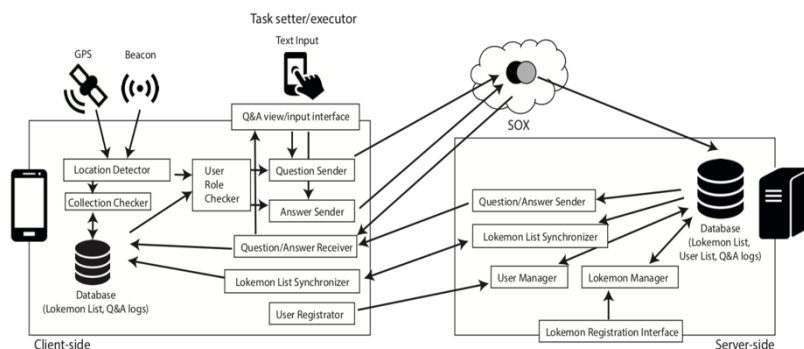 Task setter/executor
GPS
Beacon
Text Input
Q&A view/input interface
SOX
Location Detector
User
Role
Checker
Question Sender
Collection Checker
Answer Sender
Question/Answer Receiver
Lokemon List Synchronizer
Database
(Lokemon List, Q&A logs)
User Registrator
Client-side
Question/Answer Sender
Lokemon List Synchronizer
User Manager
Lokemon Manager
Database
(Lokemon List,
User List, Q&A logs)
Lokemon Registration Interface
Server-side